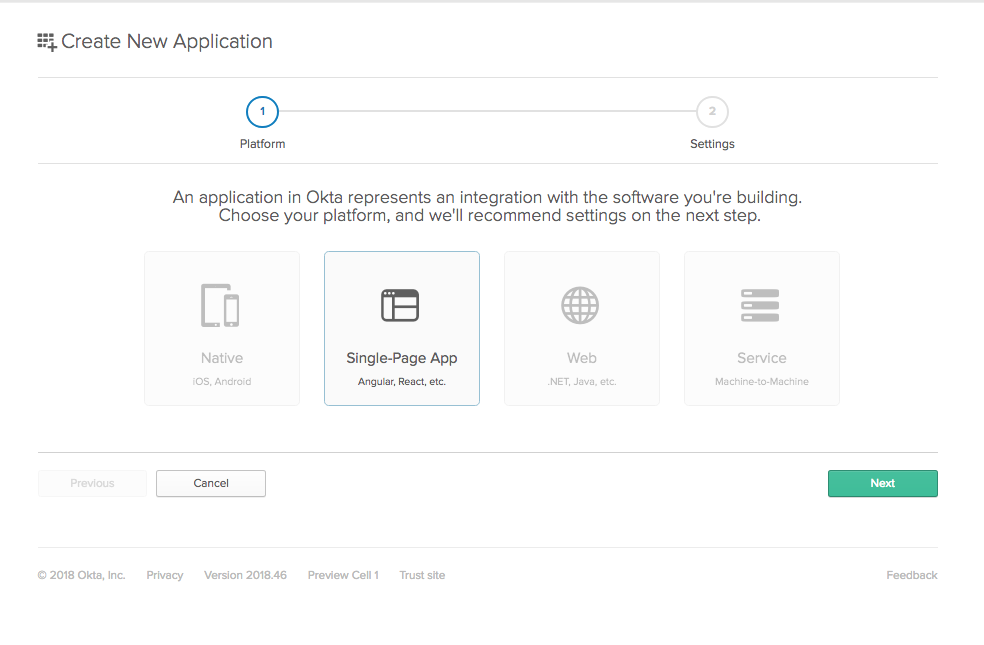 Create New Application
1
2
Platform
Settings
An application in Okta represents an integration with the software you're building.
Choose your platform, and we'll recommend settings on the next step.
Native
iOS, Android
Single-Page App
Angular, React, etc.
Web
.NET, Java, etc.
Service
Machine-to-Machine
Previous
Cancel
Next
© 2018 Okta, Inc.
Privacy
Version 2018.46
Preview Cell 1
Trust site
Feedback